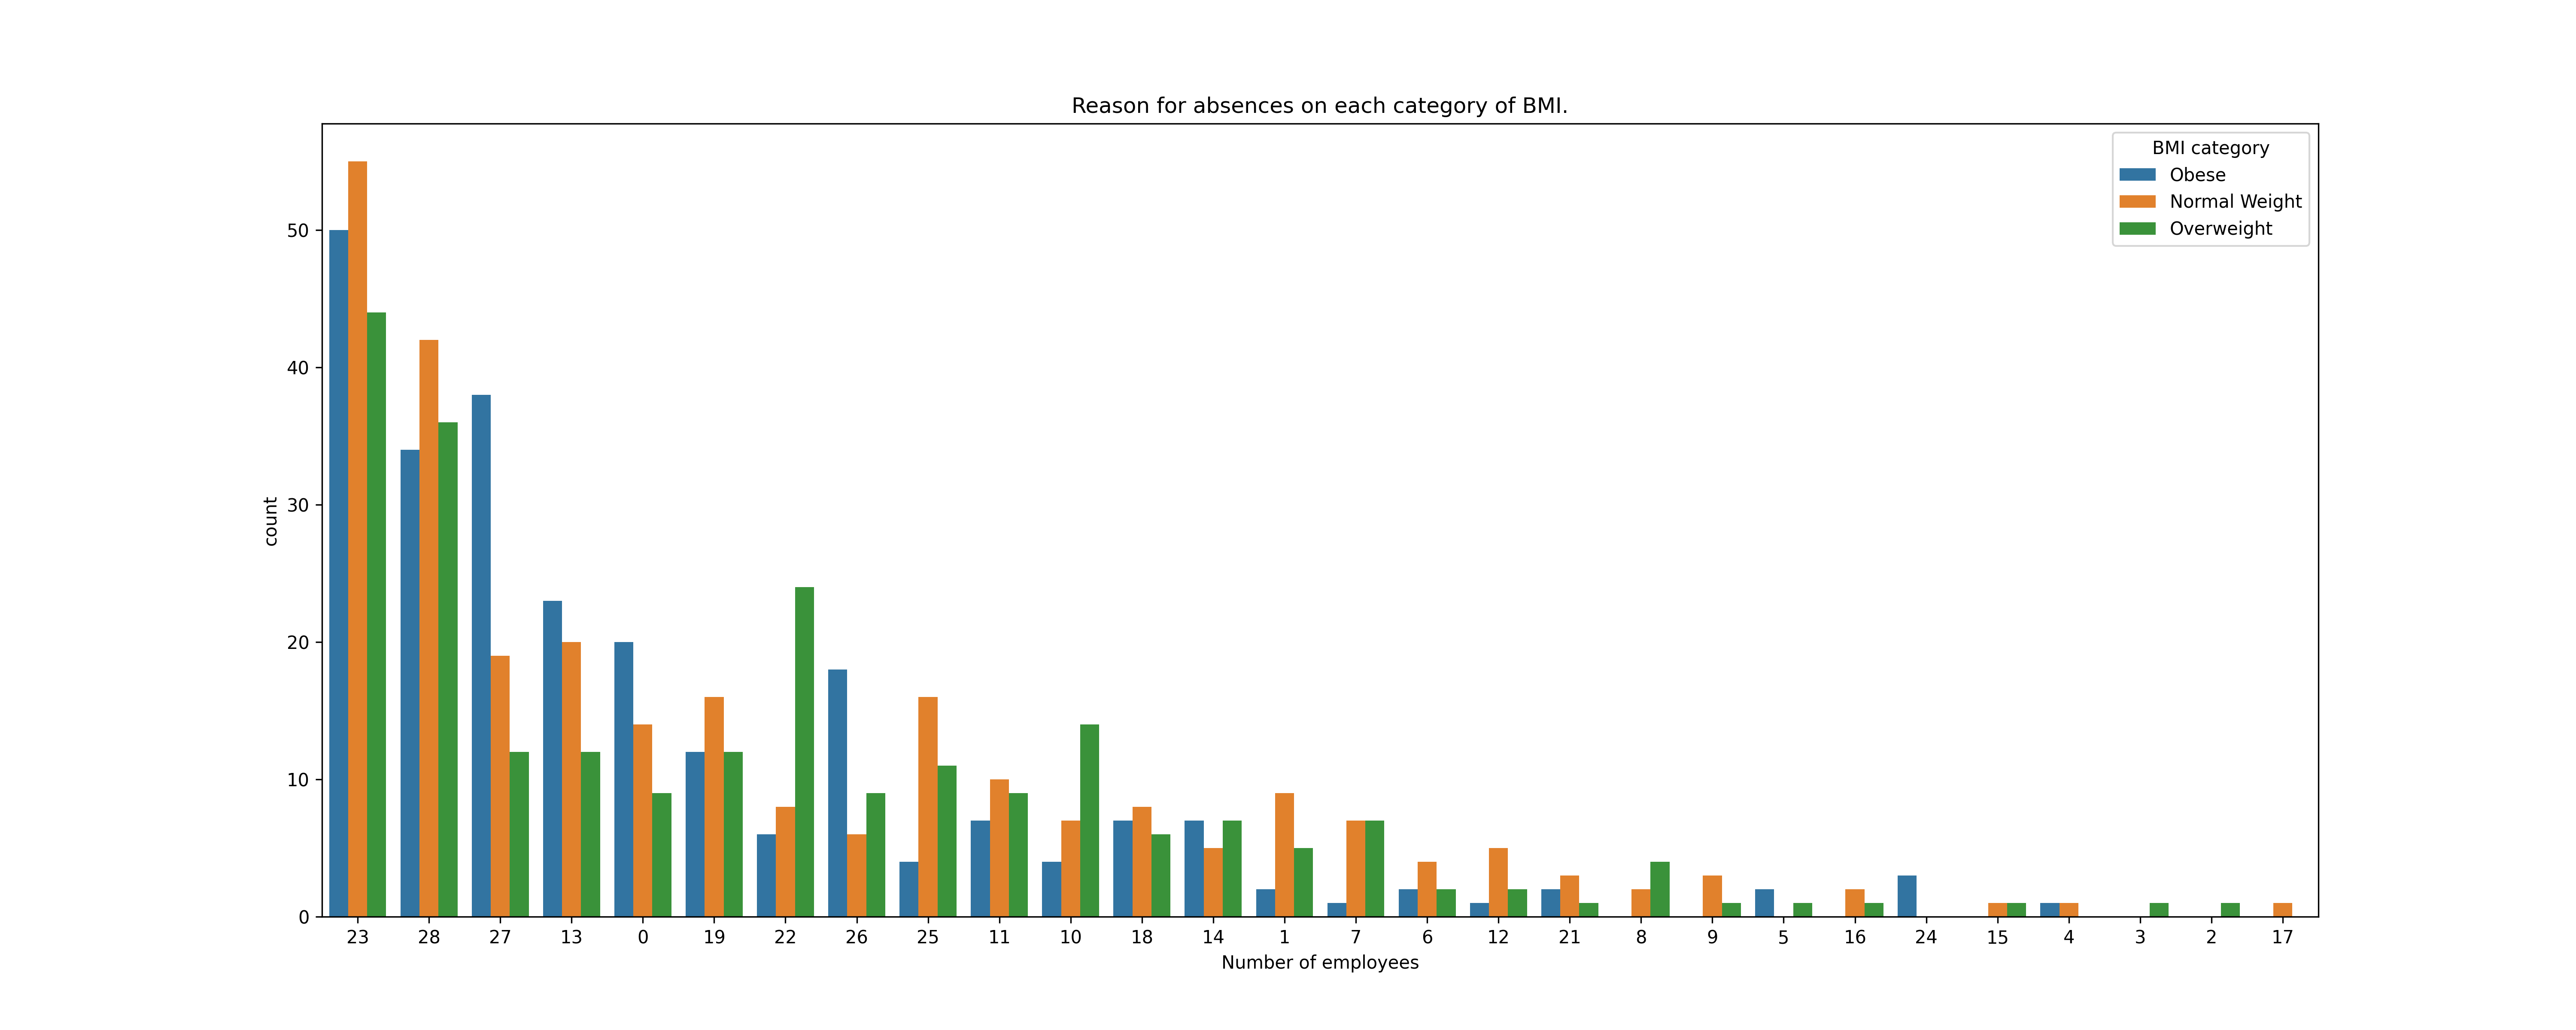 Reason for absences on each category of BMI.
BMI category
Obese
Normal Weight
Overweight
50
40
30
20
10
0
count
23 28 27 13 0 19 22 26 25 11 10 18 14 1 7 6 12 21 8 9 5 16 24 15 4 3 2 17
Number of employees